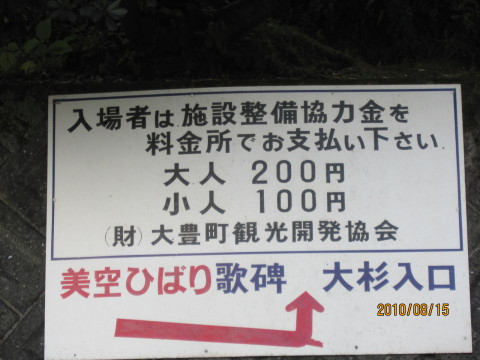 入場者は施設整備協力金を
料金所でお支払い下さい
大人 200円
小人 100円
(財)大豊町観光開発協会
美空ひばり歌碑 大杉入口
2010/09/15